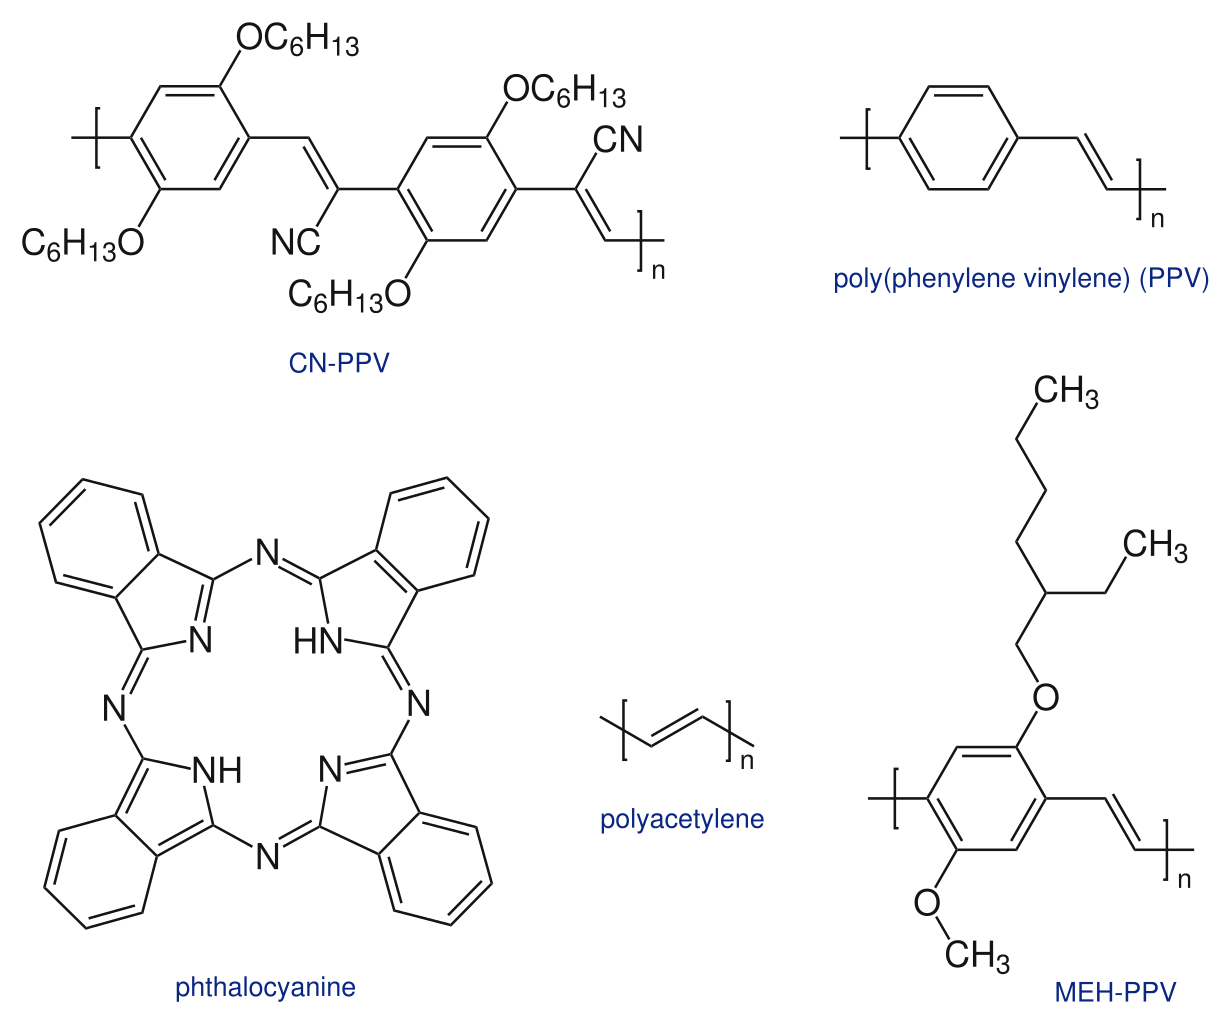 OC6H13
OC6H13
CN
C6H13O
NC
n
C6H13O
CN-PPV
n
poly(phenylene vinylene) (PPV)
N
N
HN
N
N
NH
N
N
phthalocyanine
n
polyacetylene
CH3
CH3
O
n
O
CH3
MEH-PPV